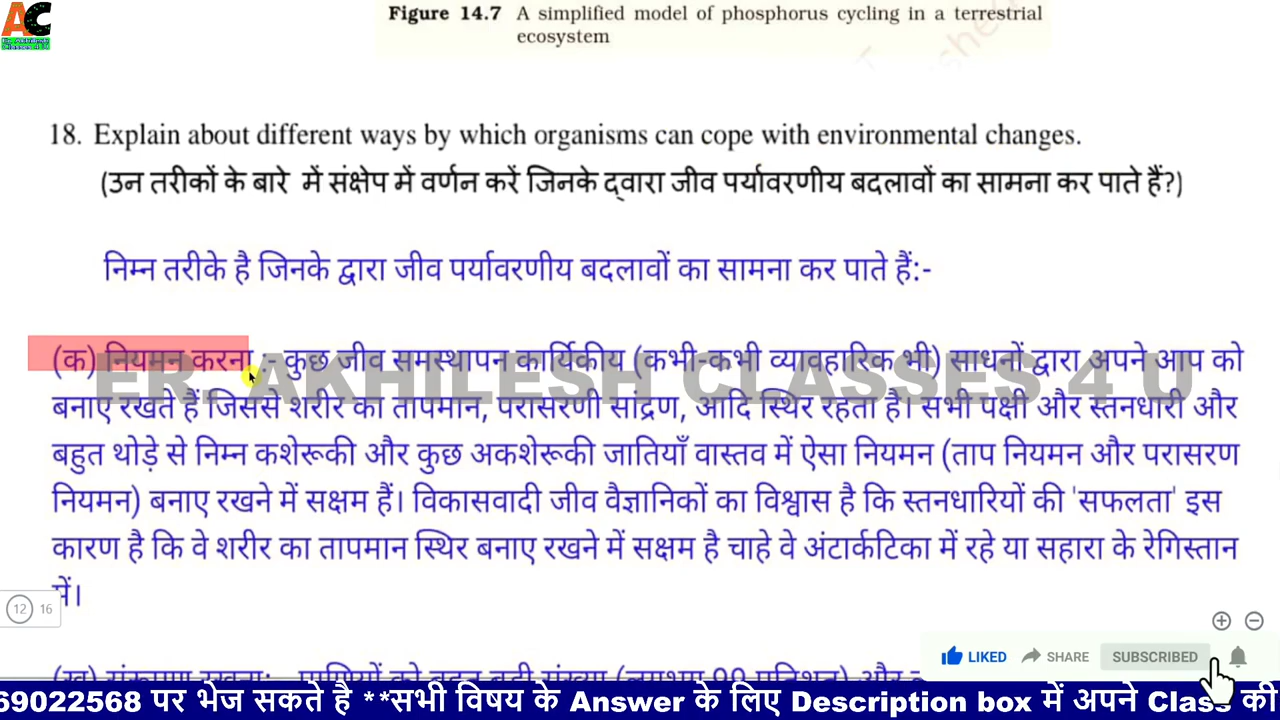 AC
Er. Akhilesh
Classes 4 U
Figure 14.7 A simplified model of phosphorus cycling in a terrestrial
ecosystem
18. Explain about different ways by which organisms can cope with environmental changes.
(उन तरीकों के बारे में संक्षेप में वर्णन करें जिनके द्वारा जीव पर्यावरणीय बदलावों का सामना कर पाते हैं?)
निम्न तरीके है जिनके द्वारा जीव पर्यावरणीय बदलावों का सामना कर पाते हैं:-
(क) नियमन करना :- कुछ जीव समस्थापन कार्यिकीय (कभी-कभी व्यावहारिक भी) साधनों द्वारा अपने आप को
ER. AKHILESH CLASSES 4 U
बनाए रखते हैं जिससे शरीर का तापमान, परासरणी सांद्रण, आदि स्थिर रहता है। सभी पक्षी और स्तनधारी और
बहुत थोड़े से निम्न कशेरूकी और कुछ अकशेरूकी जातियाँ वास्तव में ऐसा नियमन (ताप नियमन और परासरण
नियमन) बनाए रखने में सक्षम हैं। विकासवादी जीव वैज्ञानिकों का विश्वास है कि स्तनधारियों की 'सफलता' इस
कारण है कि वे शरीर का तापमान स्थिर बनाए रखने में सक्षम है चाहे वे अंटार्कटिका में रहे या सहारा के रेगिस्तान
में।
12 16
LIKED SHARE SUBSCRIBED
69022568 पर भेज सकते है **सभी विषय के Answer के लिए Description box में अपने Class की